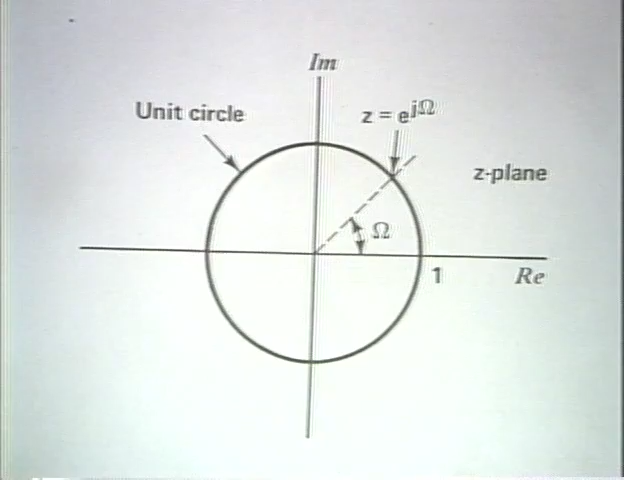 Im
Unit circle
z = e^jΩ
z-plane
Ω
1
Re